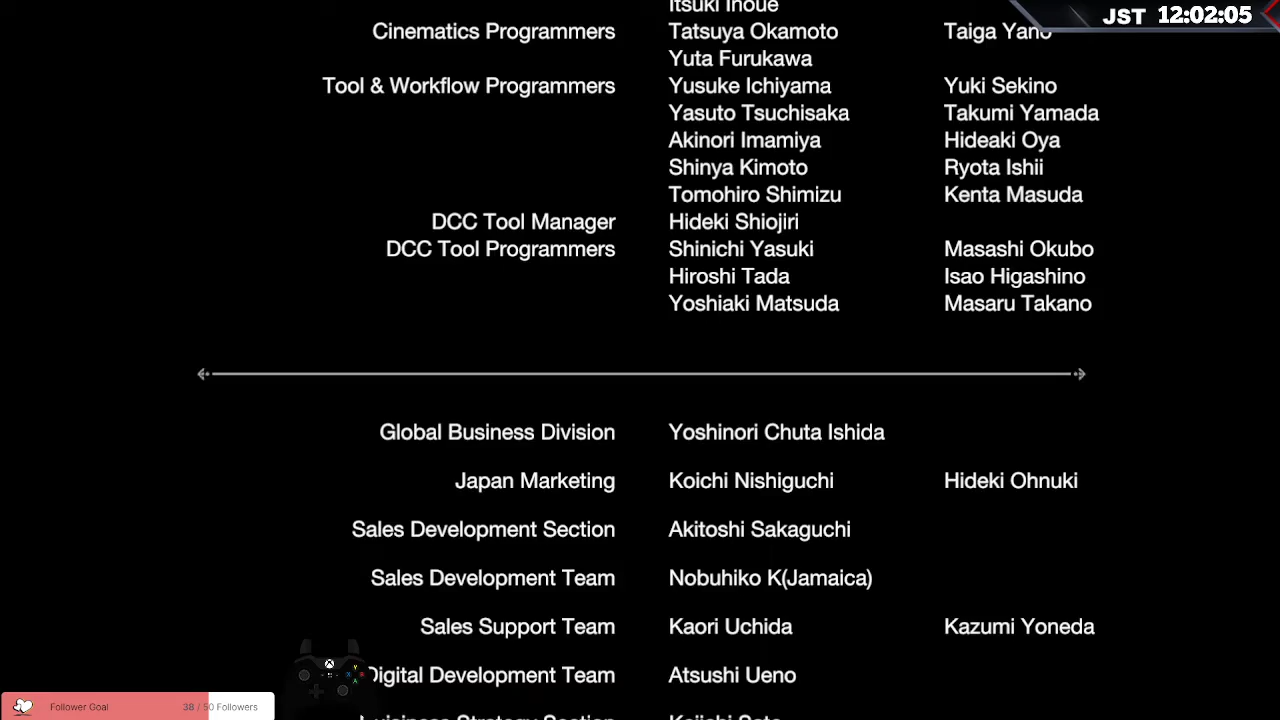 Itsuki Inoue
JST 12:02:05
Cinematics Programmers Tatsuya Okamoto Taiga Yano
Yuta Furukawa
Tool & Workflow Programmers Yusuke Ichiyama Yuki Sekino
Yasuto Tsuchisaka Takumi Yamada
Akinori Imamiya Hideaki Oya
Shinya Kimoto Ryota Ishii
Tomohiro Shimizu Kenta Masuda
DCC Tool Manager Hideki Shiojiri
DCC Tool Programmers Shinichi Yasuki Masashi Okubo
Hiroshi Tada Isao Higashino
Yoshiaki Matsuda Masaru Takano
Global Business Division Yoshinori Chuta Ishida
Japan Marketing Koichi Nishiguchi Hideki Ohnuki
Sales Development Section Akitoshi Sakaguchi
Sales Development Team Nobuhiko K(Jamaica)
Sales Support Team Kaori Uchida Kazumi Yoneda
Digital Development Team Atsushi Ueno
Follower Goal 38 / 50 Followers